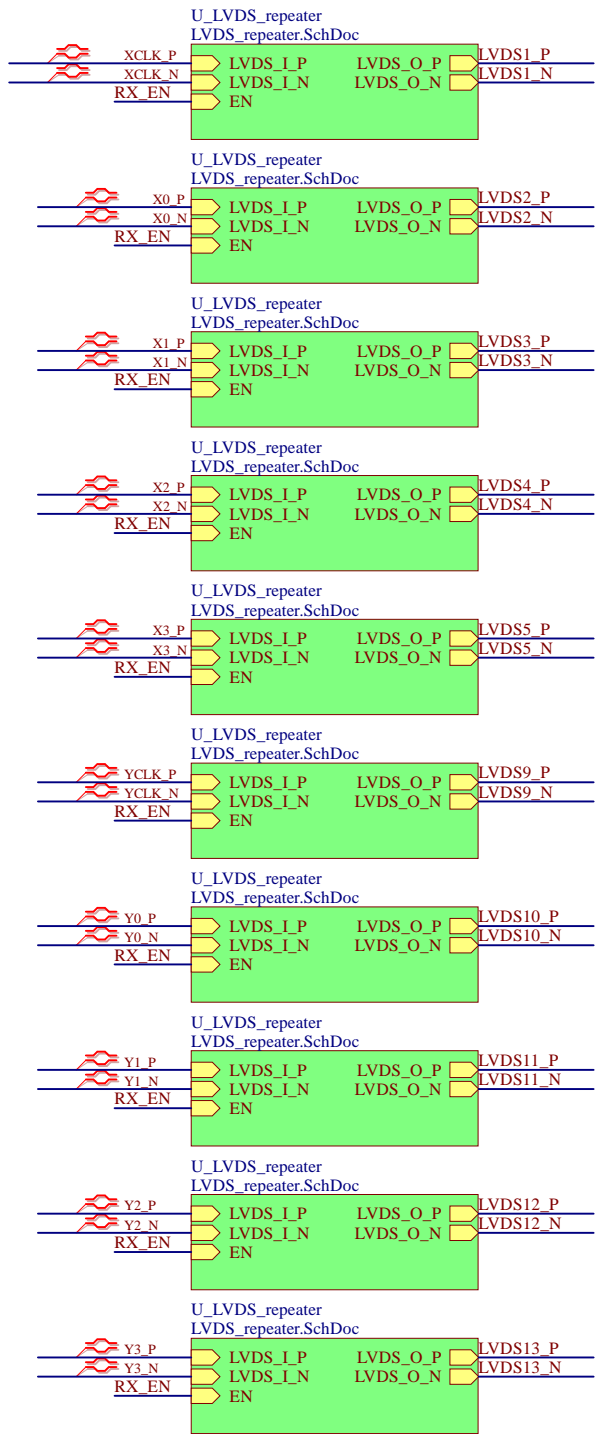 U_LVDS_repeater
LVDS_repeater.SchDoc
XCLK_P LVDS_I_P LVDS_O_P LVDS1_P
XCLK_N LVDS_I_N LVDS_O_N LVDS1_N
RX_EN EN
U_LVDS_repeater
LVDS_repeater.SchDoc
X0_P LVDS_I_P LVDS_O_P LVDS2_P
X0_N LVDS_I_N LVDS_O_N LVDS2_N
RX_EN EN
U_LVDS_repeater
LVDS_repeater.SchDoc
X1_P LVDS_I_P LVDS_O_P LVDS3_P
X1_N LVDS_I_N LVDS_O_N LVDS3_N
RX_EN EN
U_LVDS_repeater
LVDS_repeater.SchDoc
X2_P LVDS_I_P LVDS_O_P LVDS4_P
X2_N LVDS_I_N LVDS_O_N LVDS4_N
RX_EN EN
U_LVDS_repeater
LVDS_repeater.SchDoc
X3_P LVDS_I_P LVDS_O_P LVDS5_P
X3_N LVDS_I_N LVDS_O_N LVDS5_N
RX_EN EN
U_LVDS_repeater
LVDS_repeater.SchDoc
YCLK_P LVDS_I_P LVDS_O_P LVDS9_P
YCLK_N LVDS_I_N LVDS_O_N LVDS9_N
RX_EN EN
U_LVDS_repeater
LVDS_repeater.SchDoc
Y0_P LVDS_I_P LVDS_O_P LVDS10_P
Y0_N LVDS_I_N LVDS_O_N LVDS10_N
RX_EN EN
U_LVDS_repeater
LVDS_repeater.SchDoc
Y1_P LVDS_I_P LVDS_O_P LVDS11_P
Y1_N LVDS_I_N LVDS_O_N LVDS11_N
RX_EN EN
U_LVDS_repeater
LVDS_repeater.SchDoc
Y2_P LVDS_I_P LVDS_O_P LVDS12_P
Y2_N LVDS_I_N LVDS_O_N LVDS12_N
RX_EN EN
U_LVDS_repeater
LVDS_repeater.SchDoc
Y3_P LVDS_I_P LVDS_O_P LVDS13_P
Y3_N LVDS_I_N LVDS_O_N LVDS13_N
RX_EN EN